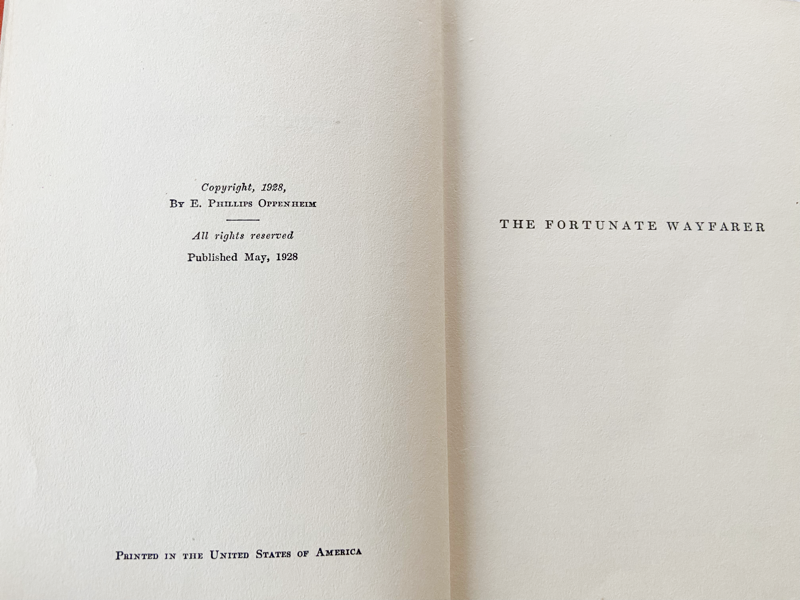 Copyright, 1928,
By E. Phillips Oppenheim
All rights reserved
Published May, 1928
Printed in the United States of America
THE FORTUNATE WAYFARER